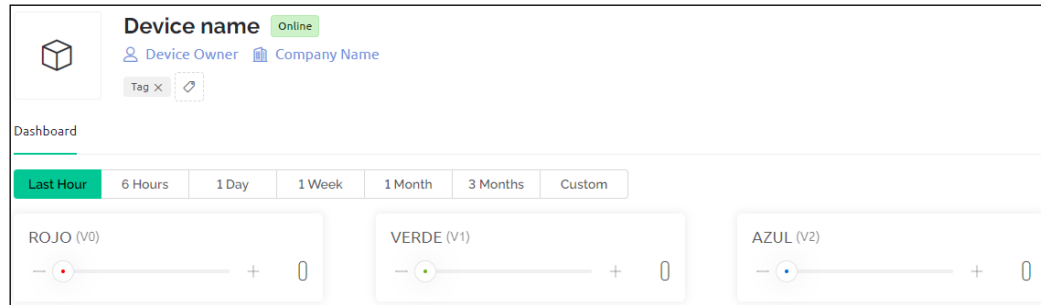 Device name Online
Device Owner Company Name
Tag ×
Dashboard
Last Hour 6 Hours 1 Day 1 Week 1 Month 3 Months Custom
ROJO (V0) VERDE (V1) AZUL (V2)
— + 0 — + 0 — + 0